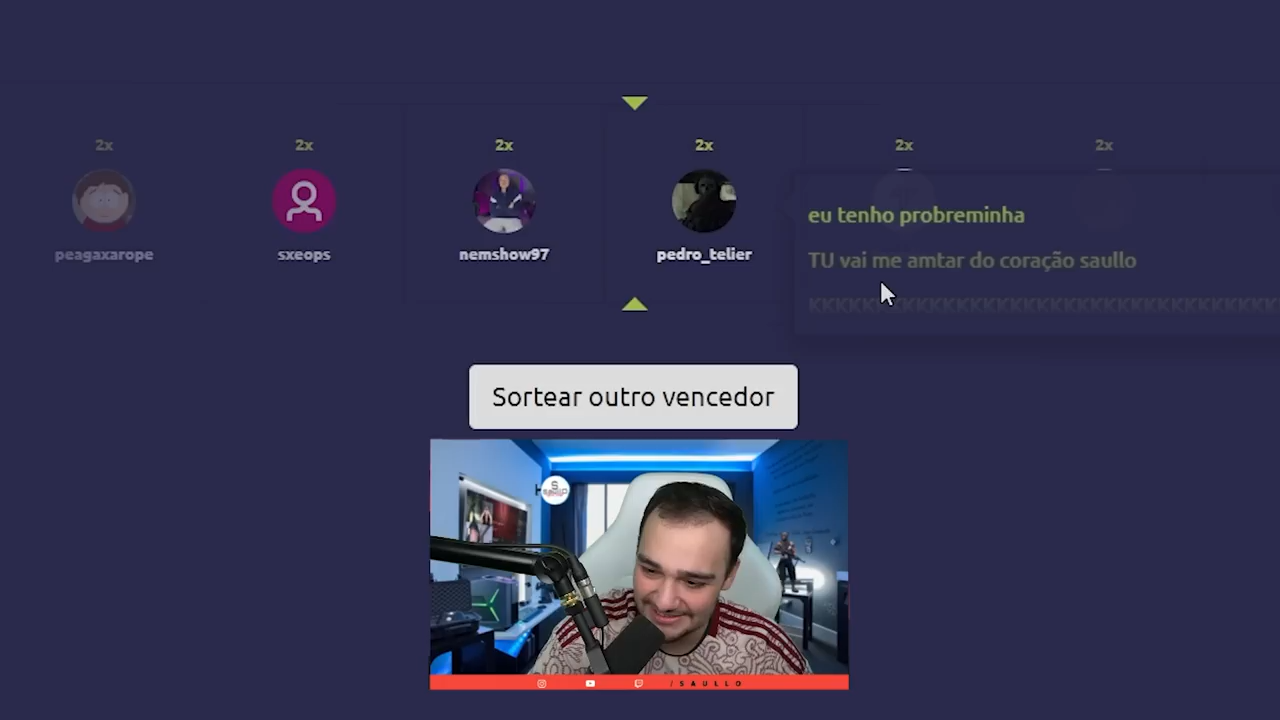 2x
2x
2x
2x
2x
2x
peagaxarope
sxeops
nemshow97
pedro_telier
eu tenho probreminha
TU vai me amtar do coração saullo
Sortear outro vencedor
/SAULLO